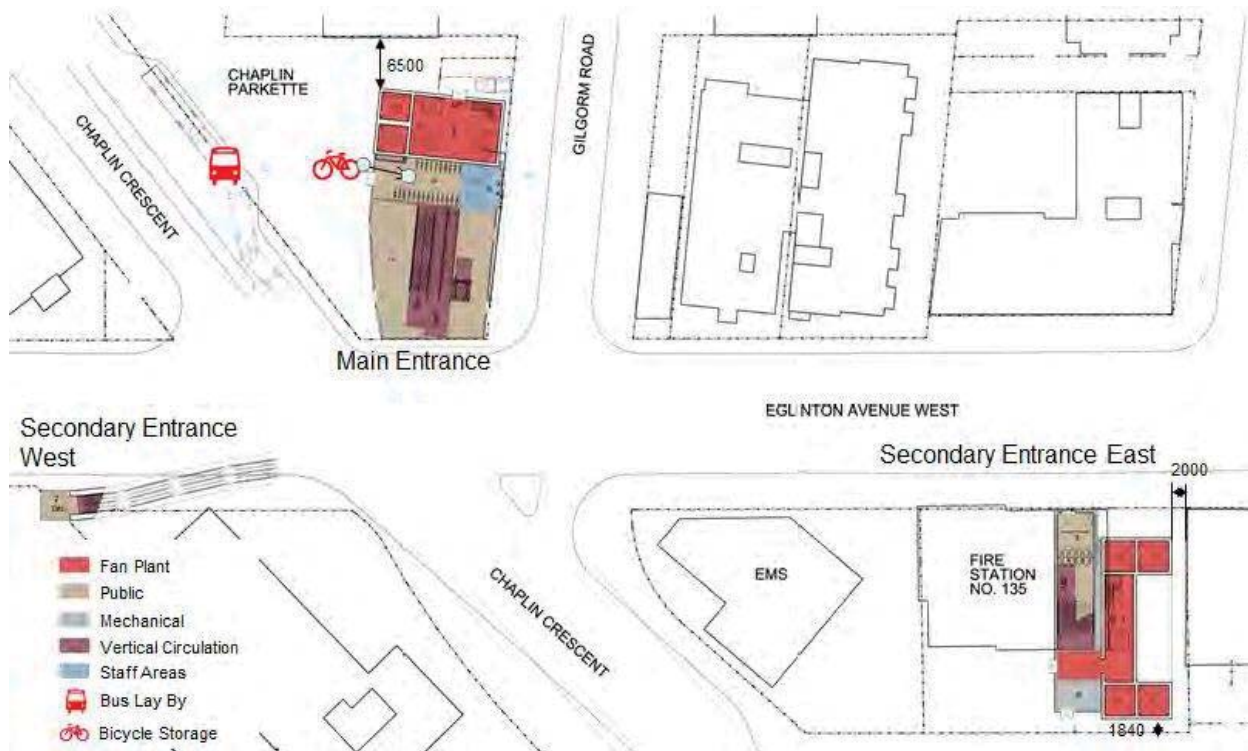 6500
CHAPLIN
PARKETTE
GILGORM ROAD
CHAPLIN CRESCENT
Main Entrance
EGLINTON AVENUE WEST
Secondary Entrance
West
Secondary Entrance East
2000
Fan Plant
Public
Mechanical
Vertical Circulation
Staff Areas
Bus Lay By
Bicycle Storage
CHAPLIN CRESCENT
EMS
FIRE
STATION
NO. 135
1840